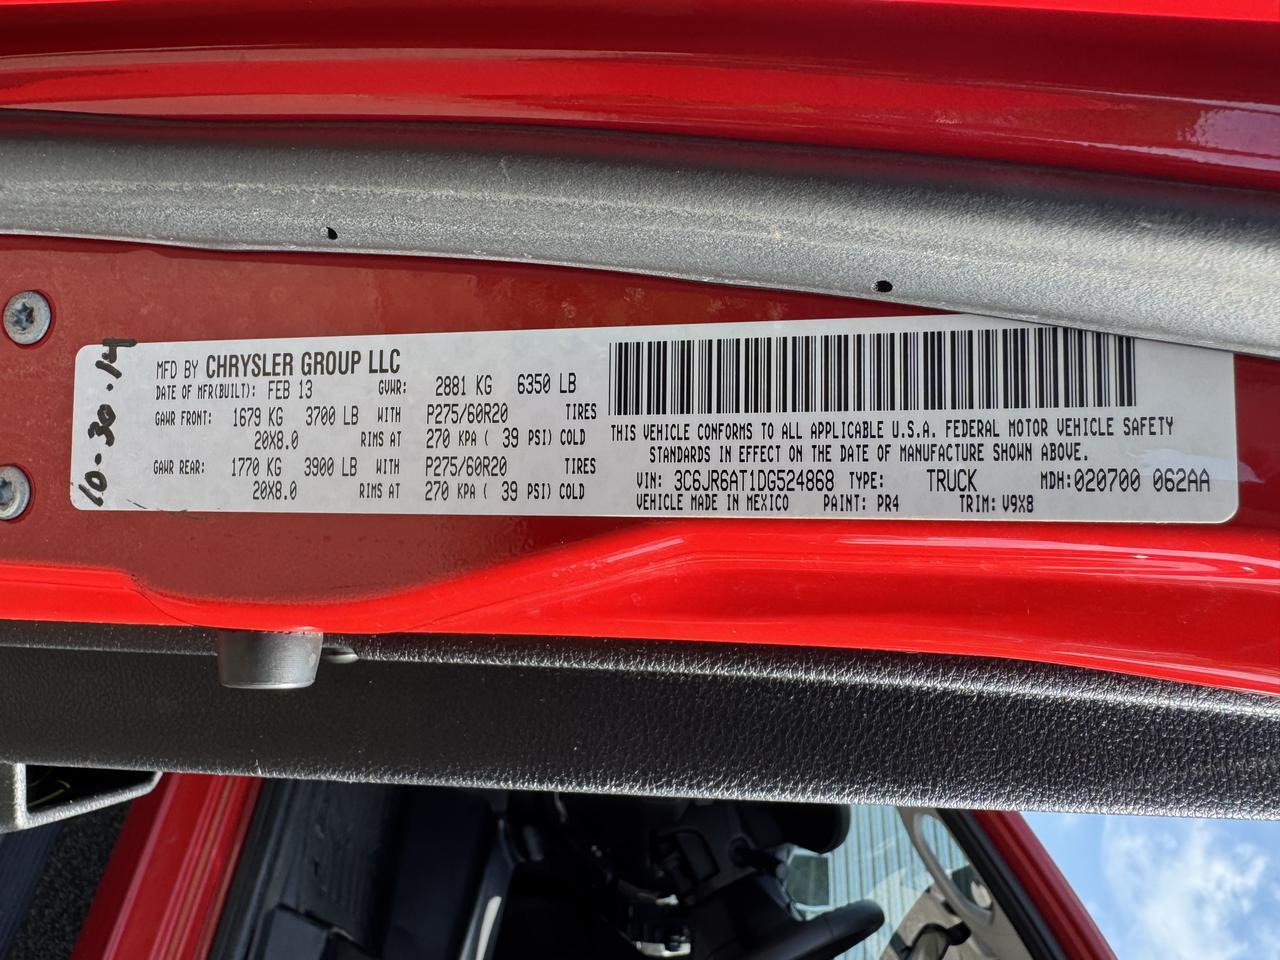 10-30-14
MFD BY CHRYSLER GROUP LLC
DATE OF MFR(BUILT): FEB 13 GVWR: 2881 KG 6350 LB
GAWR FRONT: 1679 KG 3700 LB WITH P275/60R20 TIRES
20X8.0 RIMS AT 270 KPA ( 39 PSI) COLD
GAWR REAR: 1770 KG 3900 LB WITH P275/60R20 TIRES
20X8.0 RIMS AT 270 KPA ( 39 PSI) COLD
THIS VEHICLE CONFORMS TO ALL APPLICABLE U.S.A. FEDERAL MOTOR VEHICLE SAFETY
STANDARDS IN EFFECT ON THE DATE OF MANUFACTURE SHOWN ABOVE.
VIN: 3C6JR6AT1DG524868 TYPE: TRUCK MDH:020700 062AA
VEHICLE MADE IN MEXICO PAINT: PR4 TRIM: V9X8